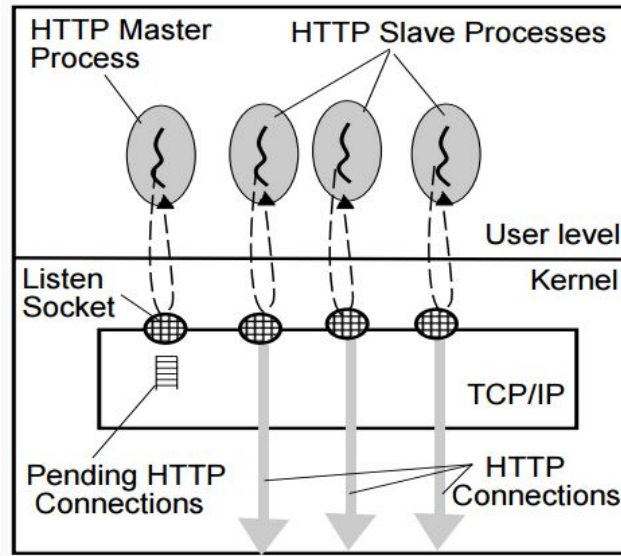 HTTP Master
Process
HTTP Slave Processes
User level
Kernel
Listen
Socket
TCP/IP
Pending HTTP
Connections
HTTP
Connections